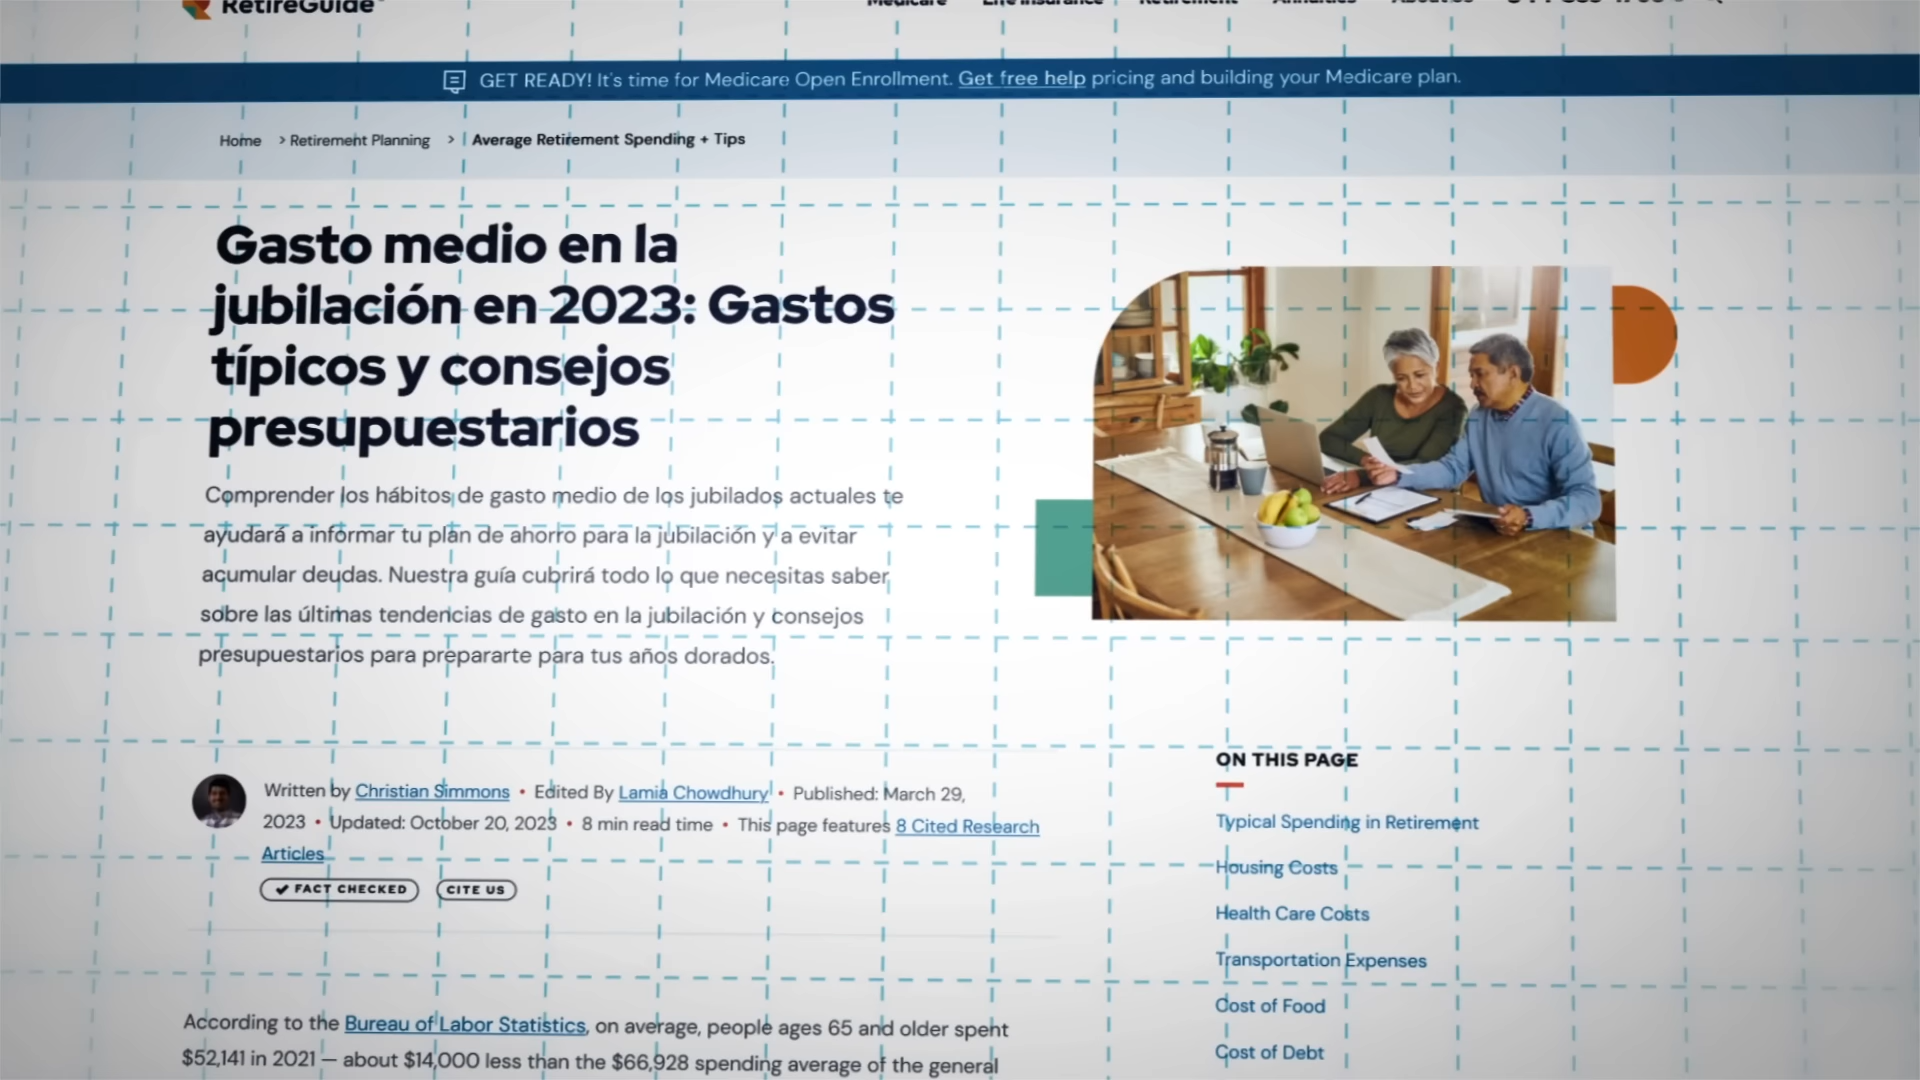 RetireGuide
Medicare Life Insurance Retirement Annuities About Us
GET READY! It's time for Medicare Open Enrollment. Get free help pricing and building your Medicare plan.
Home > Retirement Planning > Average Retirement Spending + Tips
Gasto medio en la
jubilación en 2023: Gastos
típicos y consejos
presupuestarios
Comprender los hábitos de gasto medio de los jubilados actuales te
ayudará a informar tu plan de ahorro para la jubilación y a evitar
acumular deudas. Nuestra guía cubrirá todo lo que necesitas saber
sobre las últimas tendencias de gasto en la jubilación y consejos
presupuestarios para prepararte para tus años dorados.
Written by Christian Simmons • Edited By Lamia Chowdhury • Published: March 29,
2023 • Updated: October 20, 2023 • 8 min read time • This page features 8 Cited Research
Articles
FACT CHECKED CITE US
According to the Bureau of Labor Statistics, on average, people ages 65 and older spent
$52,141 in 2021 — about $14,000 less than the $66,928 spending average of the general
ON THIS PAGE
Typical Spending in Retirement
Housing Costs
Health Care Costs
Transportation Expenses
Cost of Food
Cost of Debt